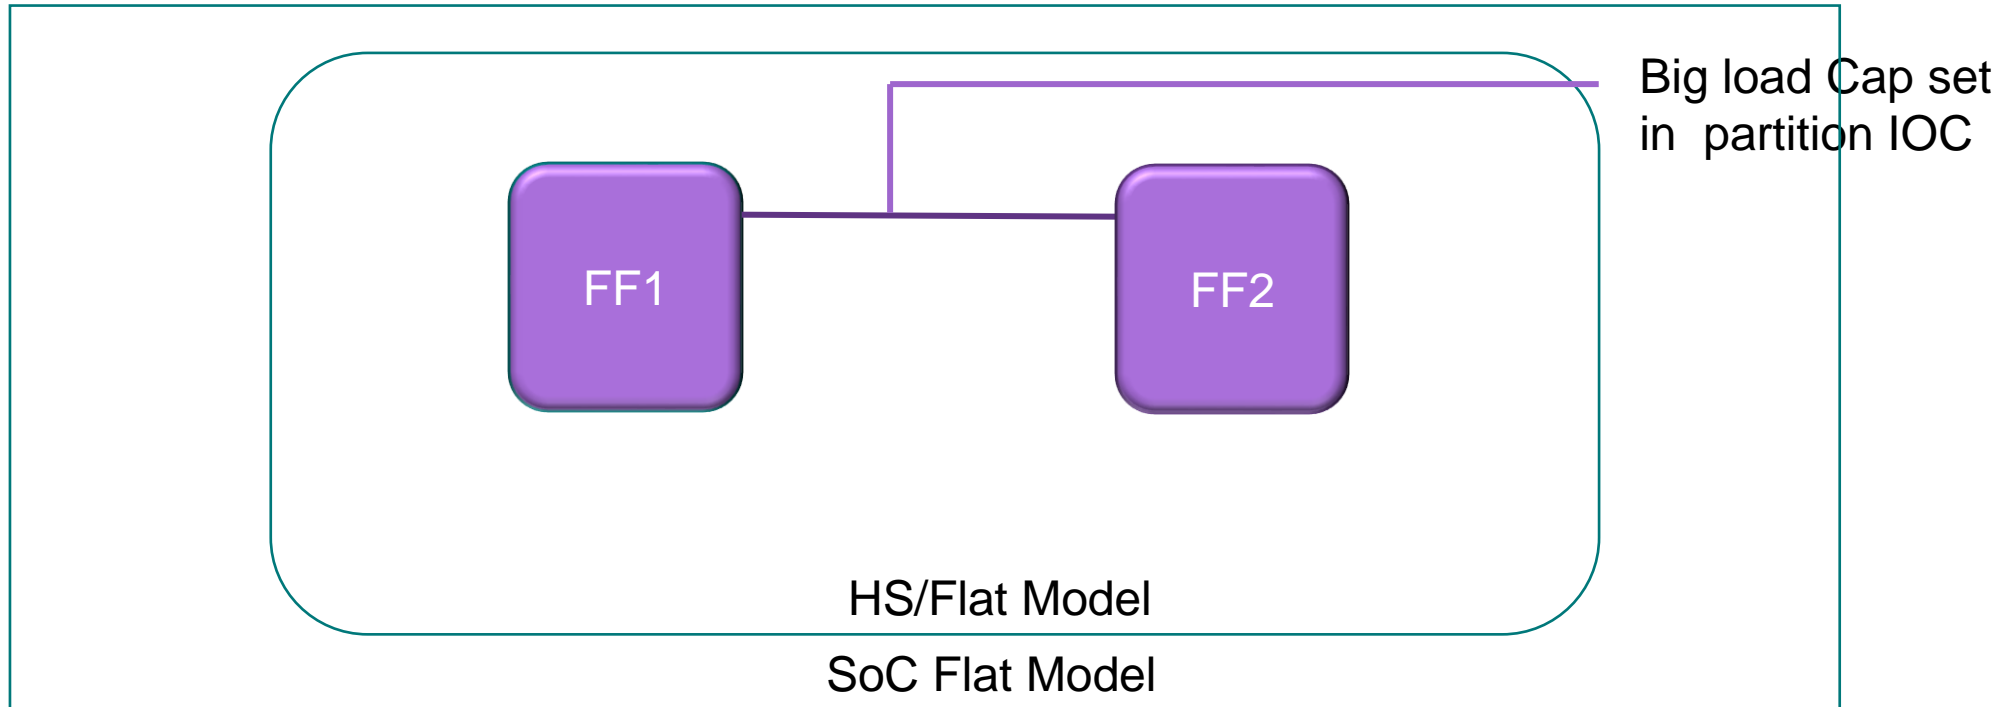 Big load Cap set
in partition IOC
FF1
FF2
HS/Flat Model
SoC Flat Model